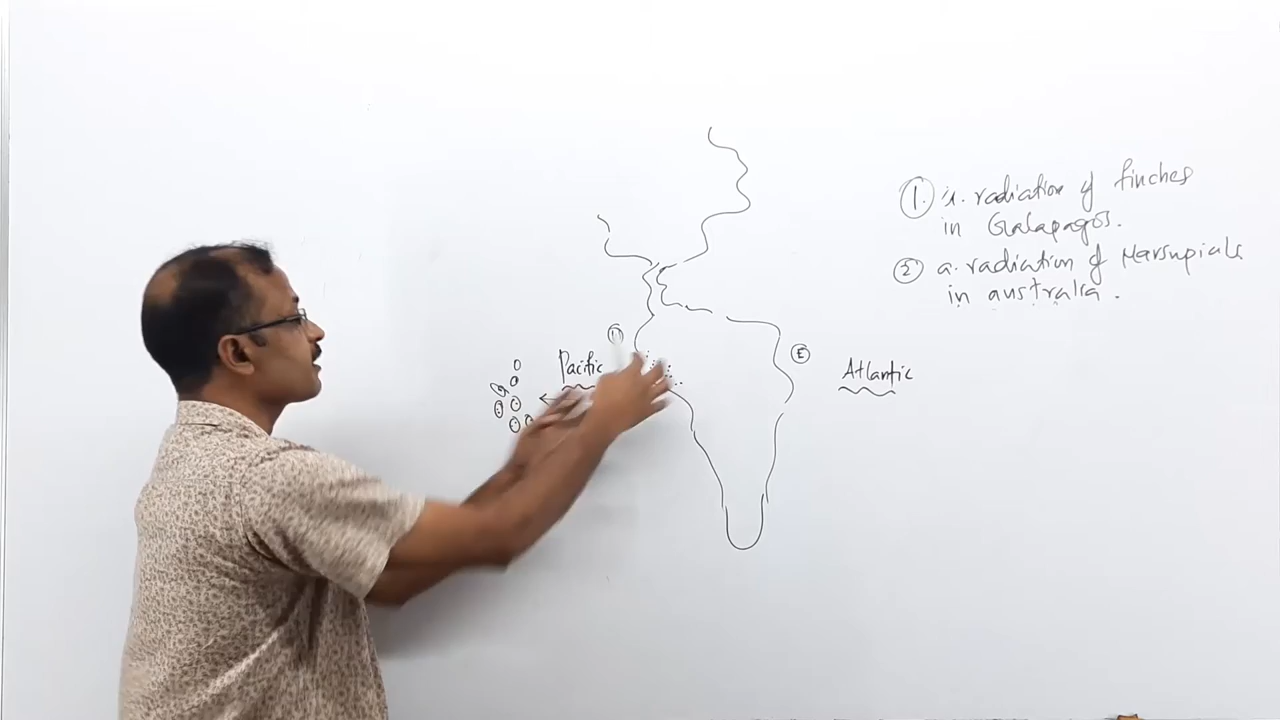 1. a. radiation of finches
in Galapagos.
2 a. radiation of Marsupials
in australia.
Pacific
E
Atlantic